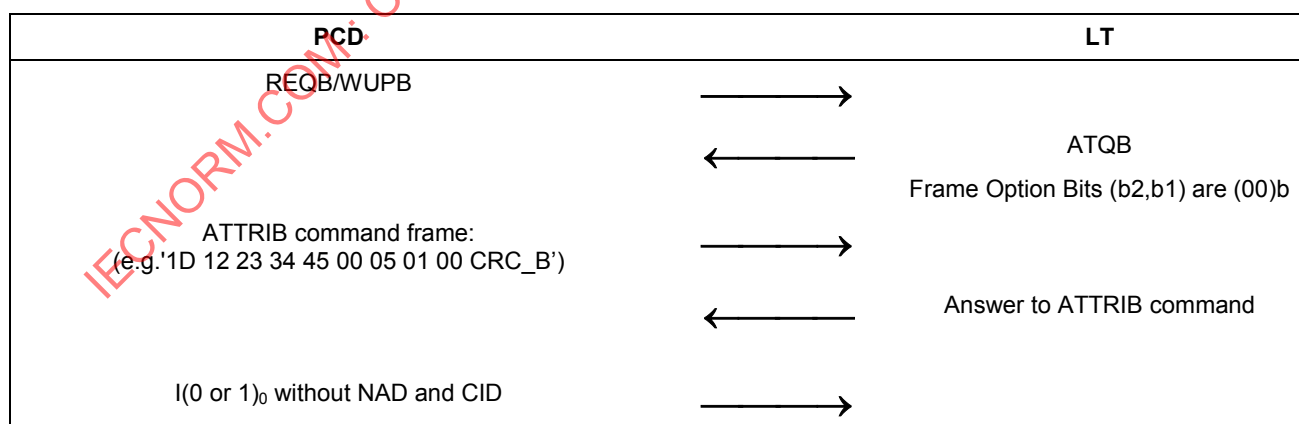 PCD LT
REQB/WUPB
ATQB
Frame Option Bits (b2,b1) are (00)b
ATTRIB command frame:
(e.g.'1D 12 23 34 45 00 05 01 00 CRC_B’)
Answer to ATTRIB command
I(0 or 1)₀ without NAD and CID
IECNORM.COM: